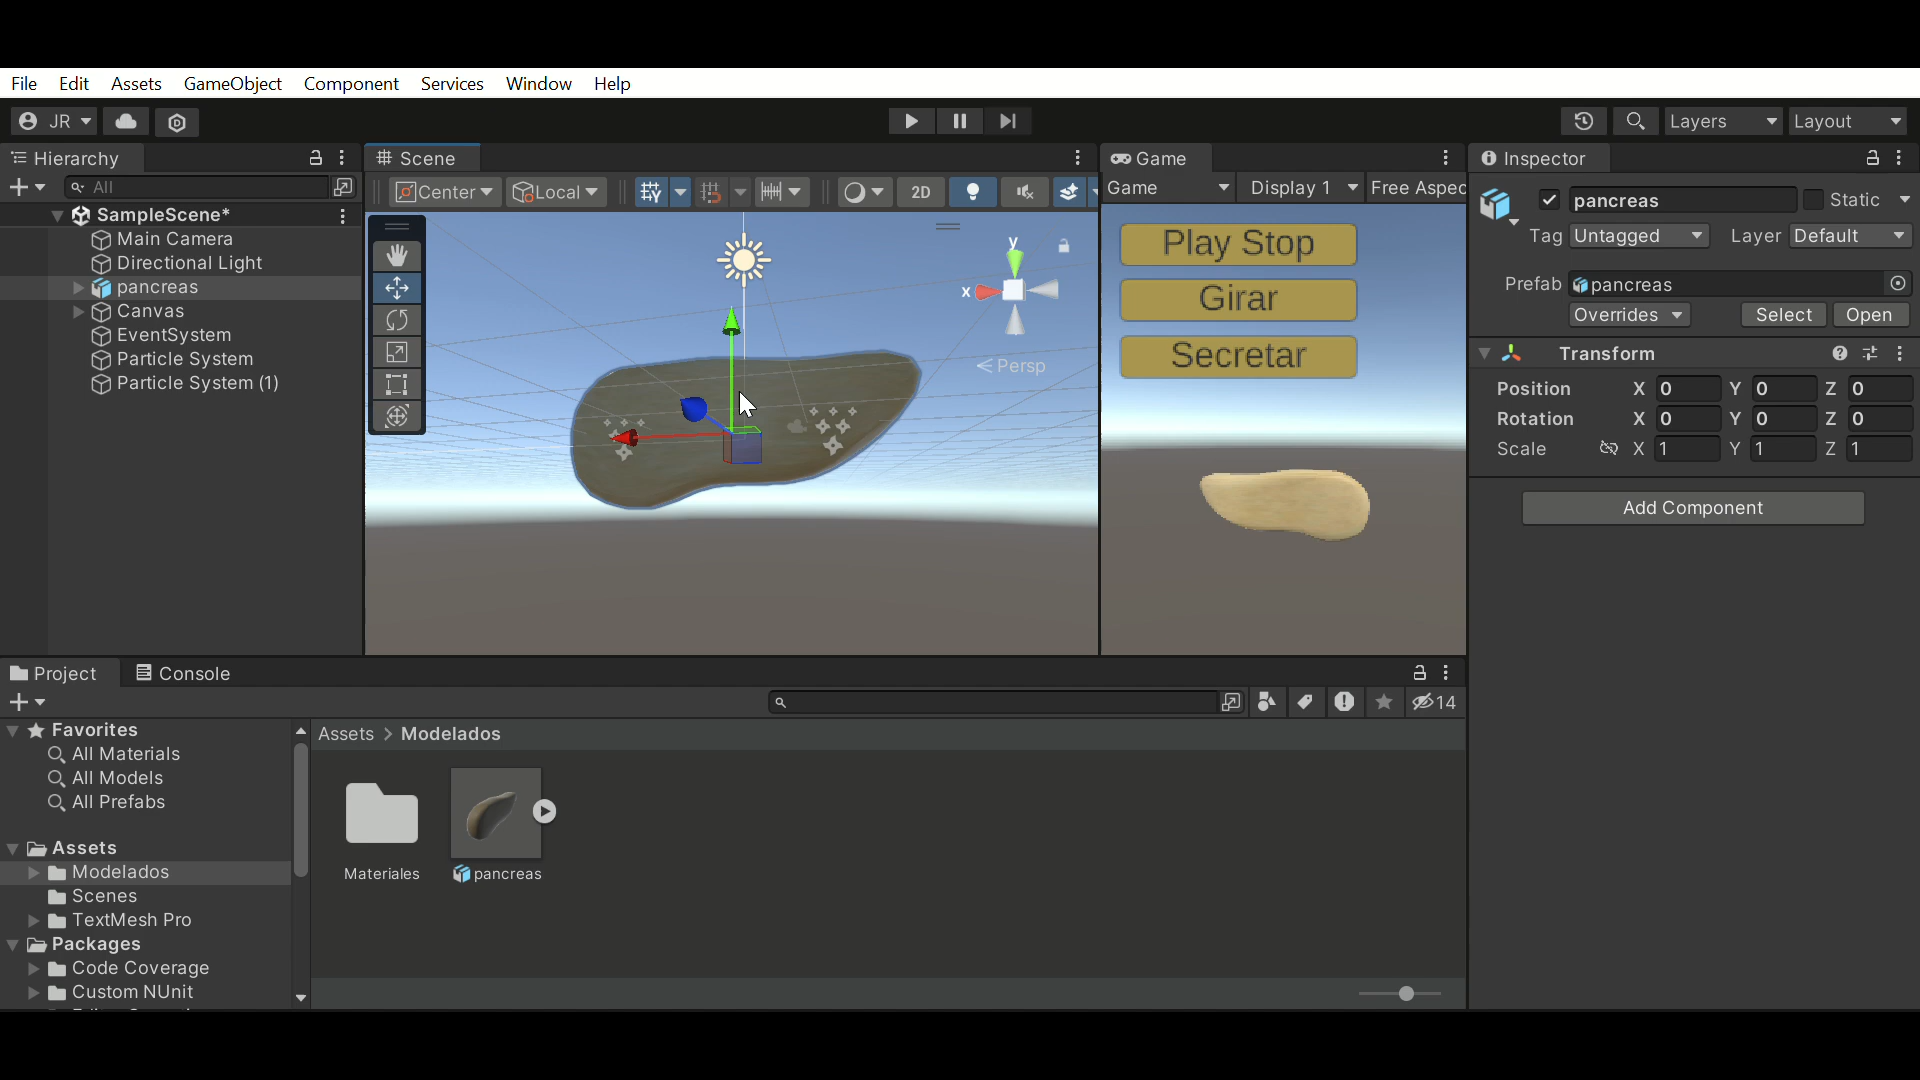 File Edit Assets GameObject Component Services Window Help
JR Layers Layout
Hierarchy
All
SampleScene*
Main Camera
Directional Light
pancreas
Canvas
EventSystem
Particle System
Particle System (1)
Scene
Center Local 2D
y
x
Persp
Game
Game Display 1 Free Aspec
Play Stop
Girar
Secretar
Inspector
pancreas Static
Tag Untagged Layer Default
Prefab pancreas
Overrides Select Open
Transform
Position X 0 Y 0 Z 0
Rotation X 0 Y 0 Z 0
Scale X 1 Y 1 Z 1
Add Component
Project Console
14
Favorites
All Materials
All Models
All Prefabs
Assets
Modelados
Scenes
TextMesh Pro
Packages
Code Coverage
Custom NUnit
Assets > Modelados
Materiales pancreas